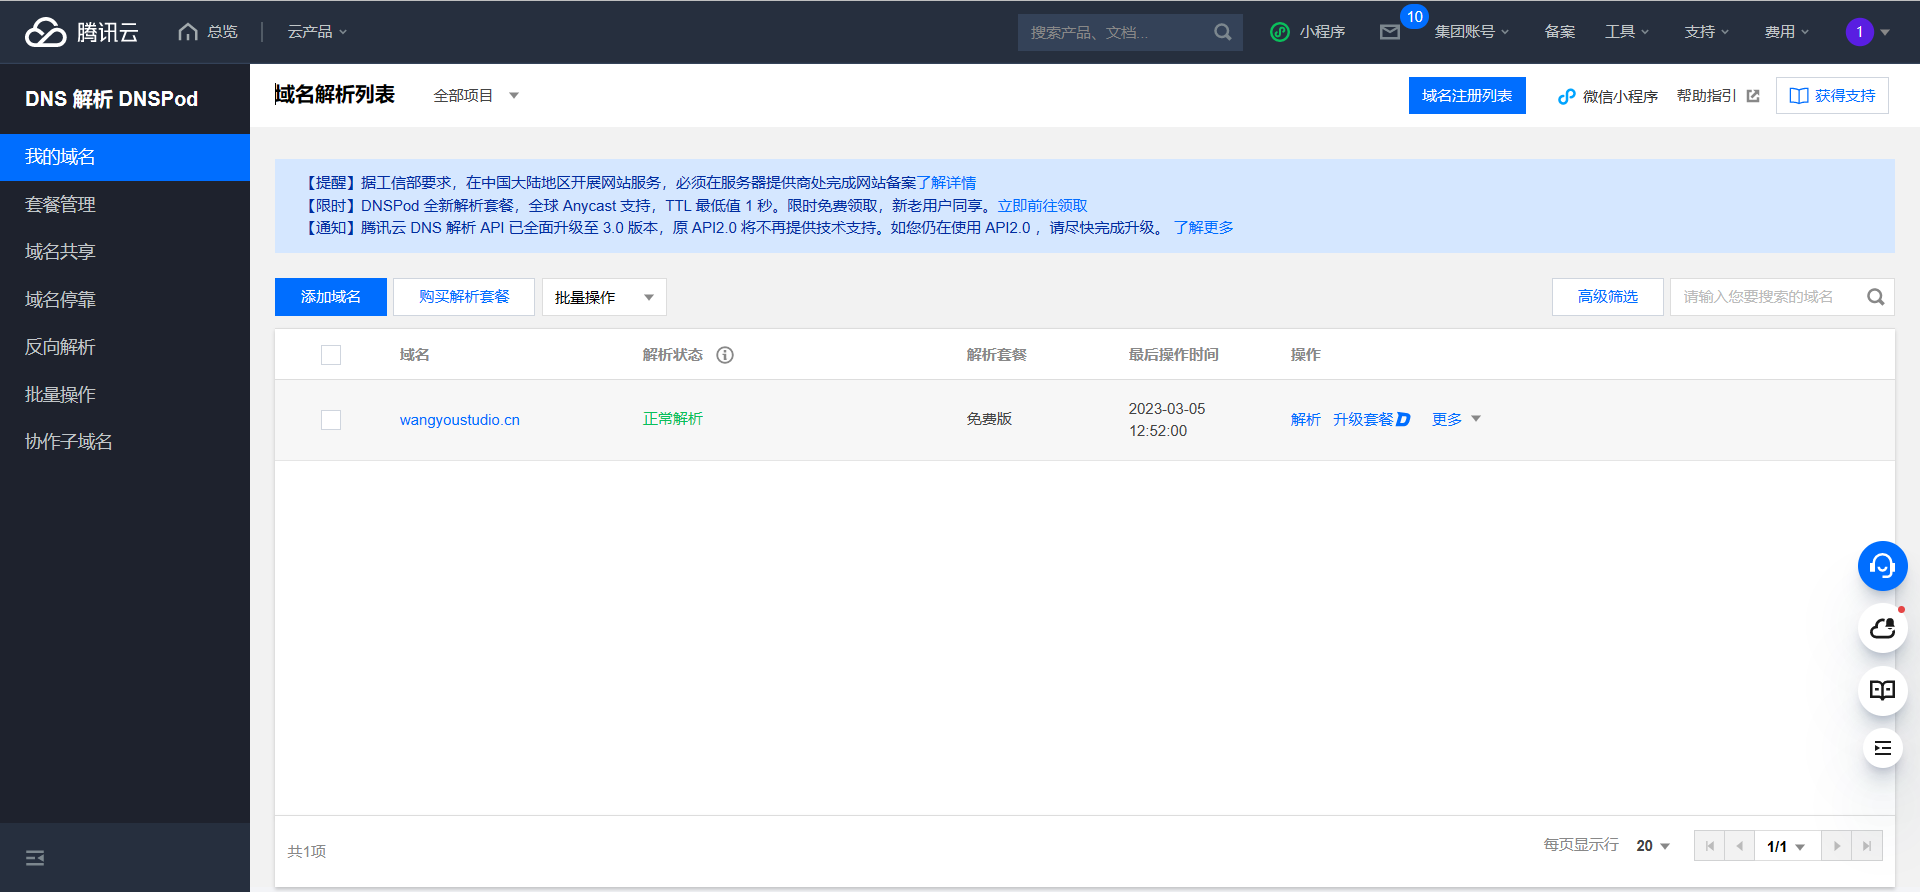 腾讯云
总览
云产品
搜索产品、文档...
小程序
10
集团账号
备案
工具
支持
费用
1
DNS 解析 DNSPod
我的域名
套餐管理
域名共享
域名停靠
反向解析
批量操作
协作子域名
域名解析列表
全部项目
域名注册列表
微信小程序
帮助指引
获得支持
【提醒】据工信部要求，在中国大陆地区开展网站服务，必须在服务器提供商处完成网站备案了解详情
【限时】DNSPod 全新解析套餐，全球 Anycast 支持，TTL 最低值 1 秒。限时免费领取，新老用户同享。立即前往领取
【通知】腾讯云 DNS 解析 API 已全面升级至 3.0 版本，原 API2.0 将不再提供技术支持。如您仍在使用 API2.0 ，请尽快完成升级。 了解更多
添加域名
购买解析套餐
批量操作
高级筛选
请输入您要搜索的域名
域名
解析状态
解析套餐
最后操作时间
操作
wangyoustudio.cn
正常解析
免费版
2023-03-05
12:52:00
解析
升级套餐
更多
共1项
每页显示行
20
1/1